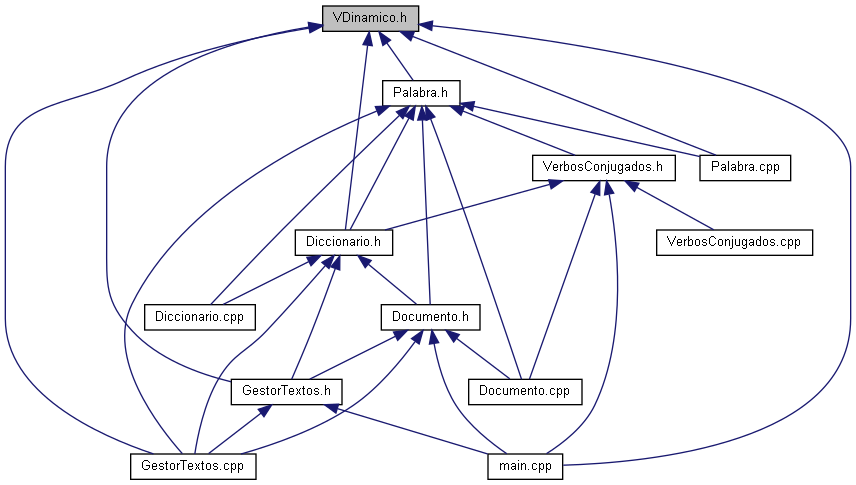 VDinamico.h
Palabra.h
VerbosConjugados.h
Palabra.cpp
Diccionario.h
VerbosConjugados.cpp
Diccionario.cpp
Documento.h
GestorTextos.h
Documento.cpp
GestorTextos.cpp
main.cpp